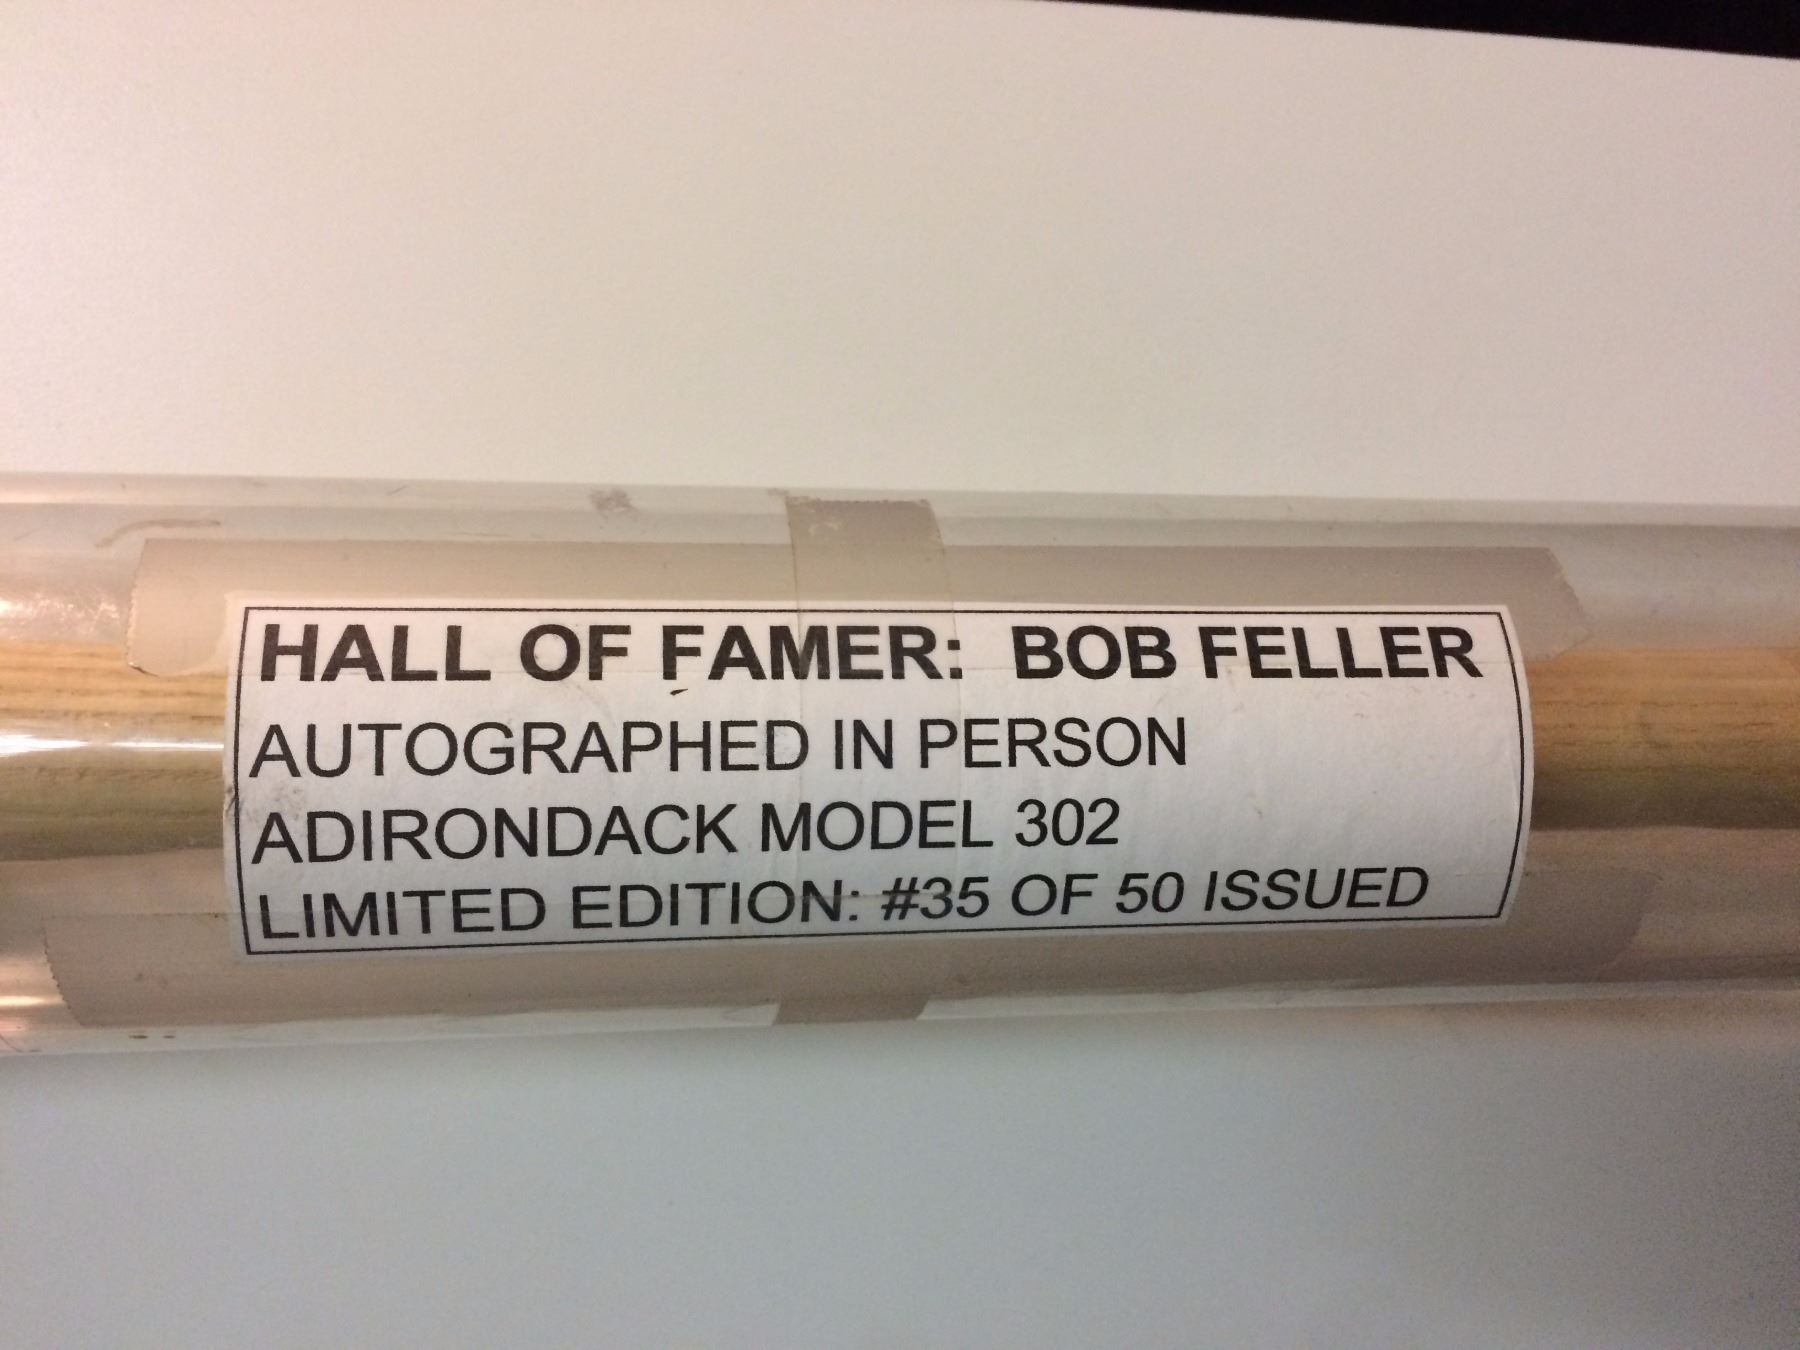 HALL OF FAMER: BOB FELLER
AUTOGRAPHED IN PERSON
ADIRONDACK MODEL 302
LIMITED EDITION: #35 OF 50 ISSUED